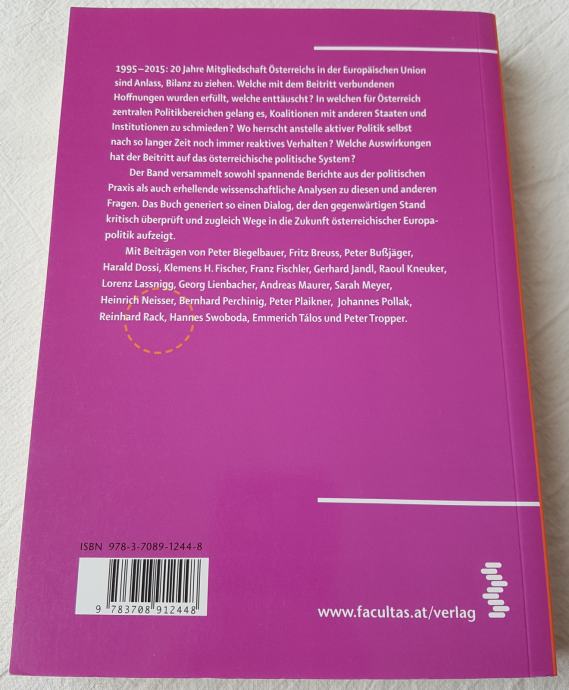 1995–2015: 20 Jahre Mitgliedschaft Österreichs in der Europäischen Union
sind Anlass, Bilanz zu ziehen. Welche mit dem Beitritt verbundenen
Hoffnungen wurden erfüllt, welche enttäuscht? In welchen für Österreich
zentralen Politikbereichen gelang es, Koalitionen mit anderen Staaten und
Institutionen zu schmieden? Wo herrscht anstelle aktiver Politik selbst
nach so langer Zeit noch immer reaktives Verhalten? Welche Auswirkungen
hat der Beitritt auf das österreichische politische System?
Der Band versammelt sowohl spannende Berichte aus der politischen
Praxis als auch erhellende wissenschaftliche Analysen zu diesen und anderen
Fragen. Das Buch generiert so einen Dialog, der den gegenwärtigen Stand
kritisch überprüft und zugleich Wege in die Zukunft österreichischer Europa-
politik aufzeigt.
Mit Beiträgen von Peter Biegelbauer, Fritz Breuss, Peter Bußjäger,
Harald Dossi, Klemens H. Fischer, Franz Fischler, Gerhard Jandl, Raoul Kneuker,
Lorenz Lassnigg, Georg Lienbacher, Andreas Maurer, Sarah Meyer,
Heinrich Neisser, Bernhard Perchinig, Peter Plaikner, Johannes Pollak,
Reinhard Rack, Hannes Swoboda, Emmerich Tálos und Peter Tropper.
ISBN 978-3-7089-1244-8
9 783708 912448
www.facultas.at/verlag